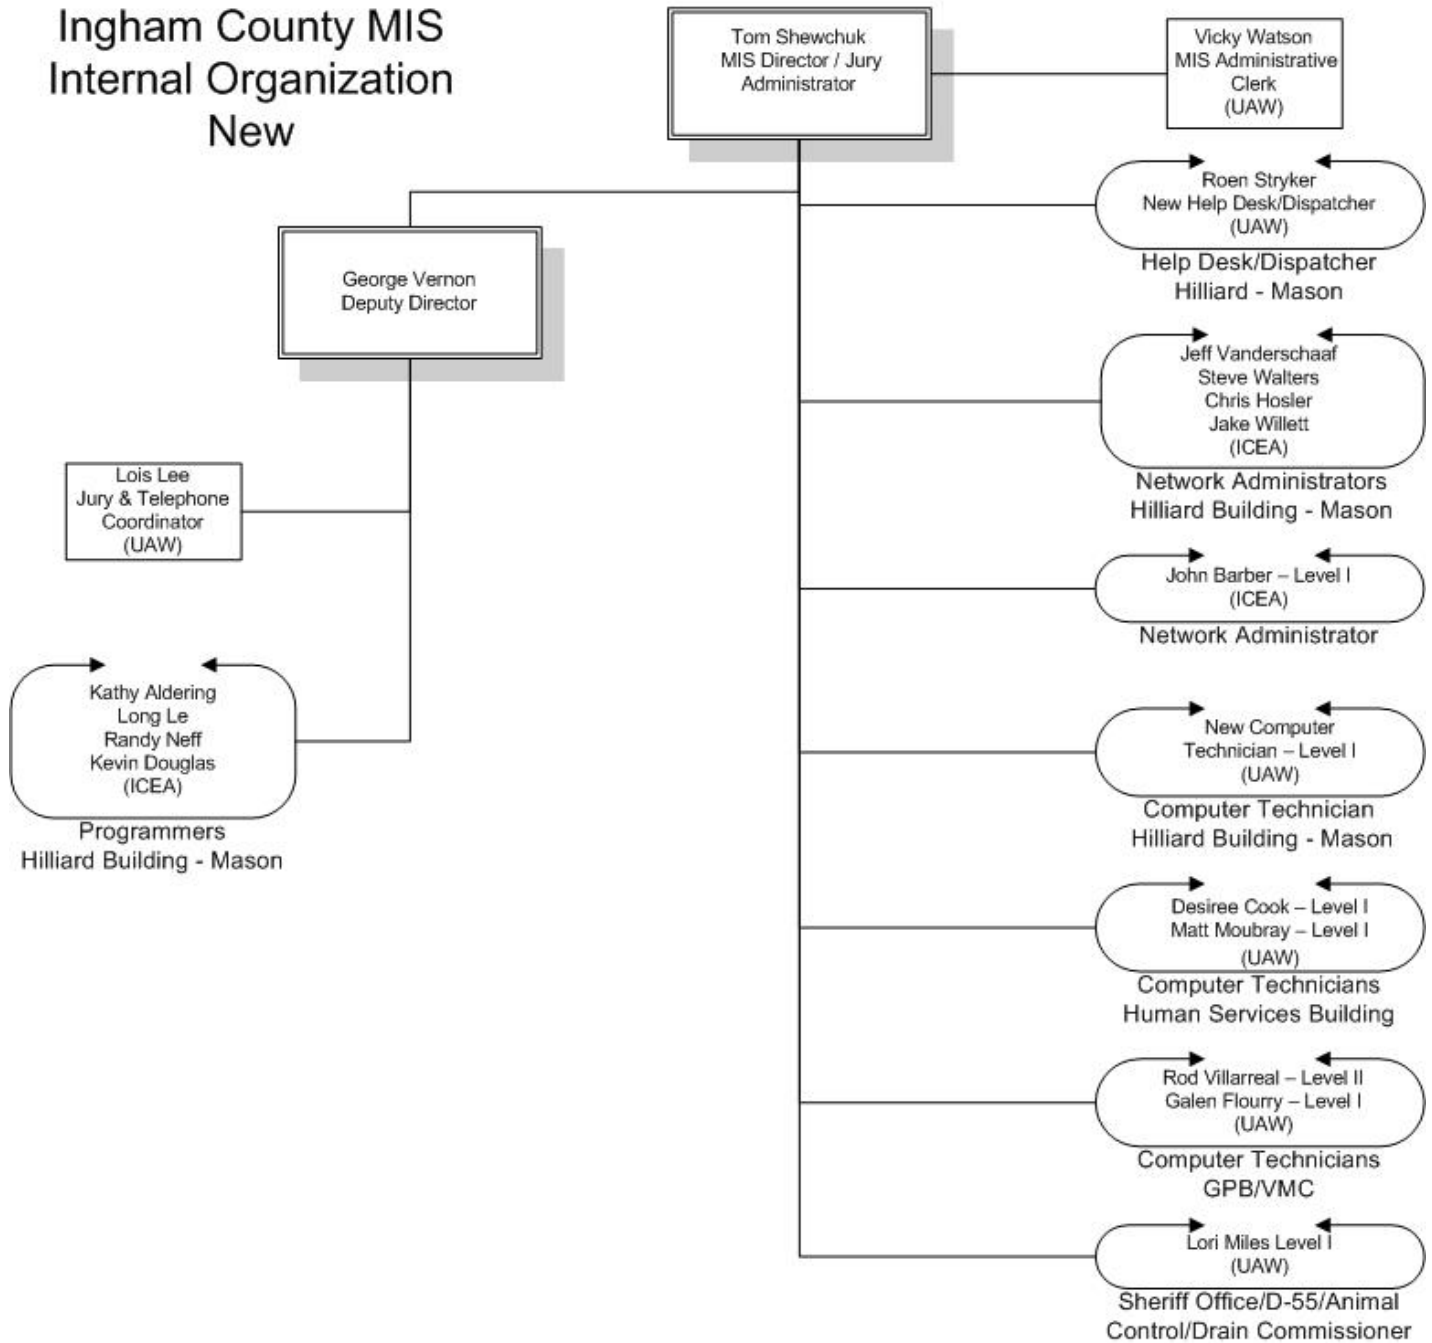 Ingham County MIS
Internal Organization
New
Tom Shewchuk
MIS Director / Jury
Administrator
Vicky Watson
MIS Administrative
Clerk
(UAW)
Roen Stryker
New Help Desk/Dispatcher
(UAW)
Help Desk/Dispatcher
Hilliard - Mason
George Vernon
Deputy Director
Jeff Vanderschaaf
Steve Walters
Chris Hosler
Jake Willett
(ICEA)
Network Administrators
Hilliard Building - Mason
Lois Lee
Jury & Telephone
Coordinator
(UAW)
John Barber – Level I
(ICEA)
Network Administrator
Kathy Aldering
Long Le
Randy Neff
Kevin Douglas
(ICEA)
Programmers
Hilliard Building - Mason
New Computer
Technician – Level I
(UAW)
Computer Technician
Hilliard Building - Mason
Desiree Cook – Level I
Matt Moubray – Level I
(UAW)
Computer Technicians
Human Services Building
Rod Villarreal – Level II
Galen Flourry – Level I
(UAW)
Computer Technicians
GPB/VMC
Lori Miles Level I
(UAW)
Sheriff Office/D-55/Animal
Control/Drain Commissioner